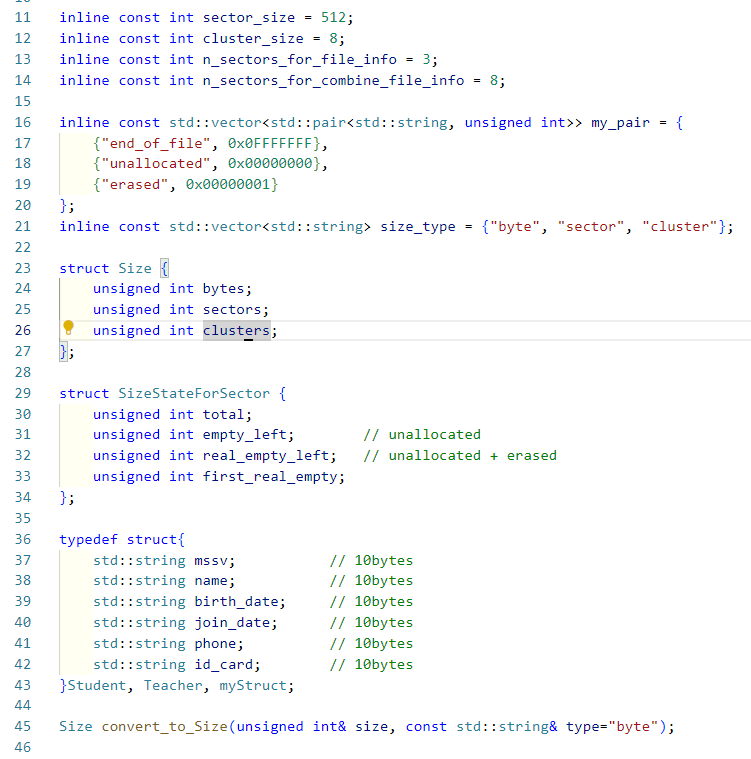 11 inline const int sector_size = 512;
12 inline const int cluster_size = 8;
13 inline const int n_sectors_for_file_info = 3;
14 inline const int n_sectors_for_combine_file_info = 8;
15
16 inline const std::vector<std::pair<std::string, unsigned int>> my_pair = {
17     {"end_of_file", 0x0FFFFFFF},
18     {"unallocated", 0x00000000},
19     {"erased", 0x00000001}
20 };
21 inline const std::vector<std::string> size_type = {"byte", "sector", "cluster"};
22
23 struct Size {
24     unsigned int bytes;
25     unsigned int sectors;
26     unsigned int clusters;
27 };
28
29 struct SizeStateForSector {
30     unsigned int total;
31     unsigned int empty_left;        // unallocated
32     unsigned int real_empty_left;   // unallocated + erased
33     unsigned int first_real_empty;
34 };
35
36 typedef struct{
37     std::string mssv;           // 10bytes
38     std::string name;           // 10bytes
39     std::string birth_date;     // 10bytes
40     std::string join_date;      // 10bytes
41     std::string phone;          // 10bytes
42     std::string id_card;        // 10bytes
43 }Student, Teacher, myStruct;
44
45 Size convert_to_Size(unsigned int& size, const std::string& type="byte");
46